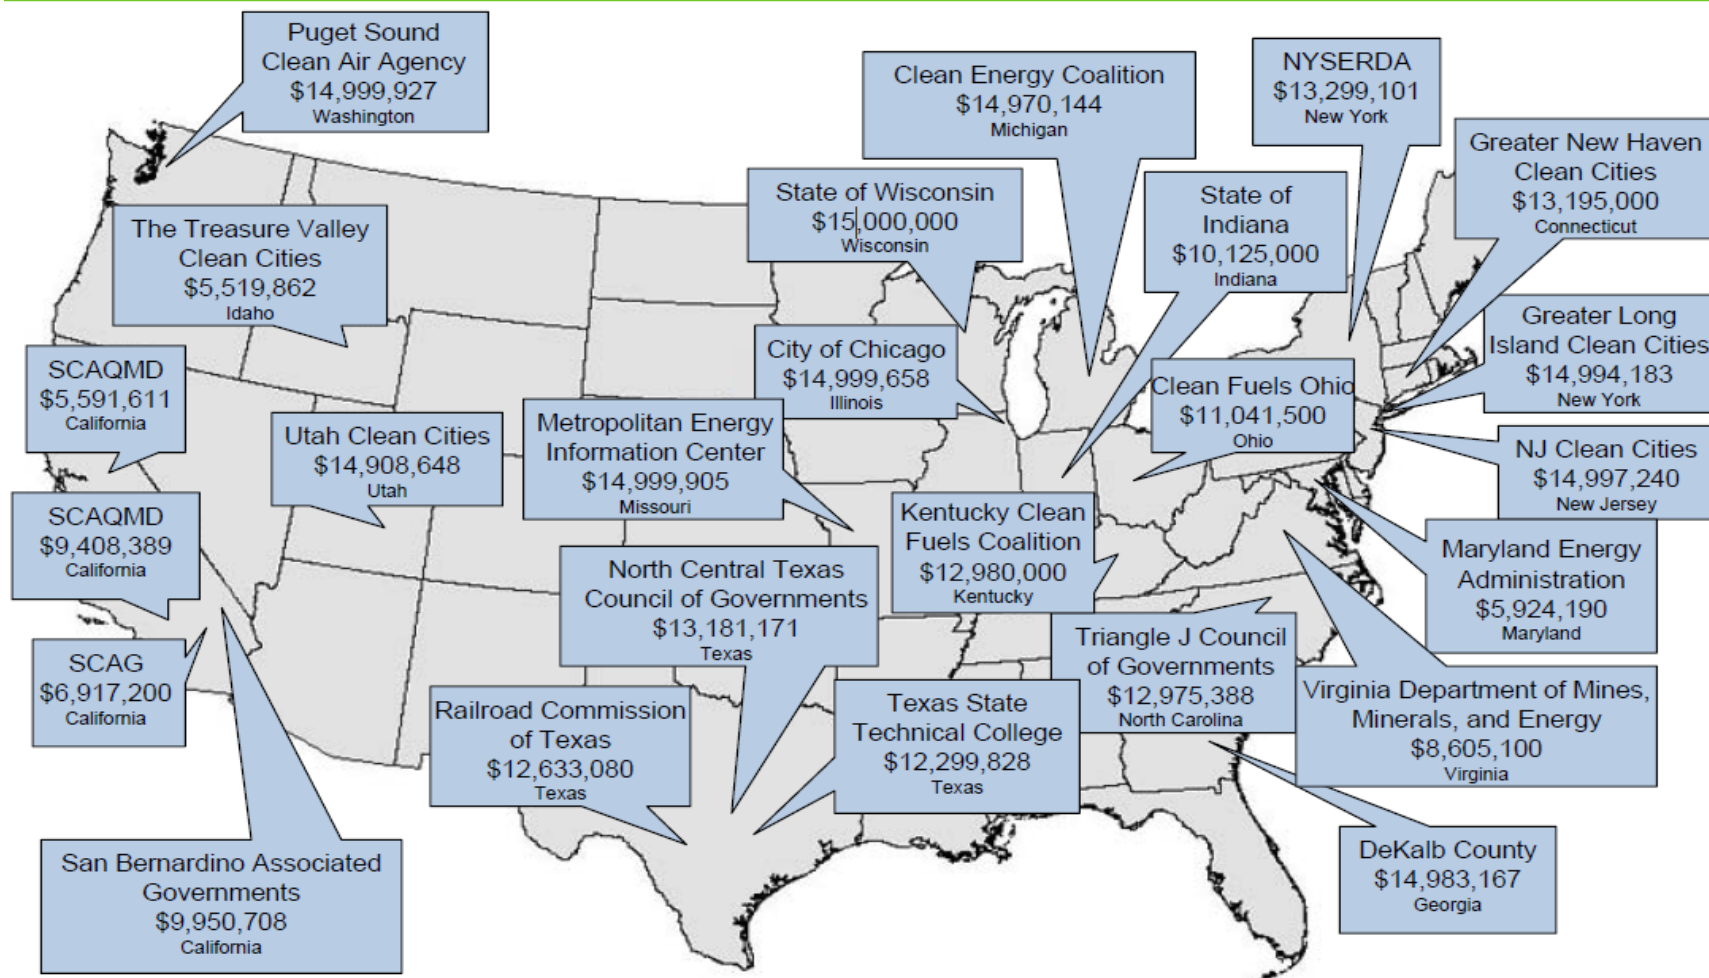 Puget Sound
Clean Air Agency
$14,999,927
Washington
Clean Energy Coalition
$14,970,144
Michigan
NYSERDA
$13,299,101
New York
Greater New Haven
Clean Cities
$13,195,000
Connecticut
State of Wisconsin
$15,000,000
Wisconsin
State of
Indiana
$10,125,000
Indiana
The Treasure Valley
Clean Cities
$5,519,862
Idaho
Greater Long
Island Clean Cities
$14,994,183
New York
City of Chicago
$14,999,658
Illinois
Clean Fuels Ohio
$11,041,500
Ohio
SCAQMD
$5,591,611
California
Utah Clean Cities
$14,908,648
Utah
Metropolitan Energy
Information Center
$14,999,905
Missouri
NJ Clean Cities
$14,997,240
New Jersey
SCAQMD
$9,408,389
California
Kentucky Clean
Fuels Coalition
$12,980,000
Kentucky
Maryland Energy
Administration
$5,924,190
Maryland
North Central Texas
Council of Governments
$13,181,171
Texas
Triangle J Council
of Governments
$12,975,388
North Carolina
SCAG
$6,917,200
California
Railroad Commission
of Texas
$12,633,080
Texas
Texas State
Technical College
$12,299,828
Texas
Virginia Department of Mines,
Minerals, and Energy
$8,605,100
Virginia
San Bernardino Associated
Governments
$9,950,708
California
DeKalb County
$14,983,167
Georgia